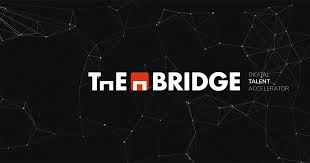 THE BRIDGE
DIGITAL
TALENT
ACCELERATOR